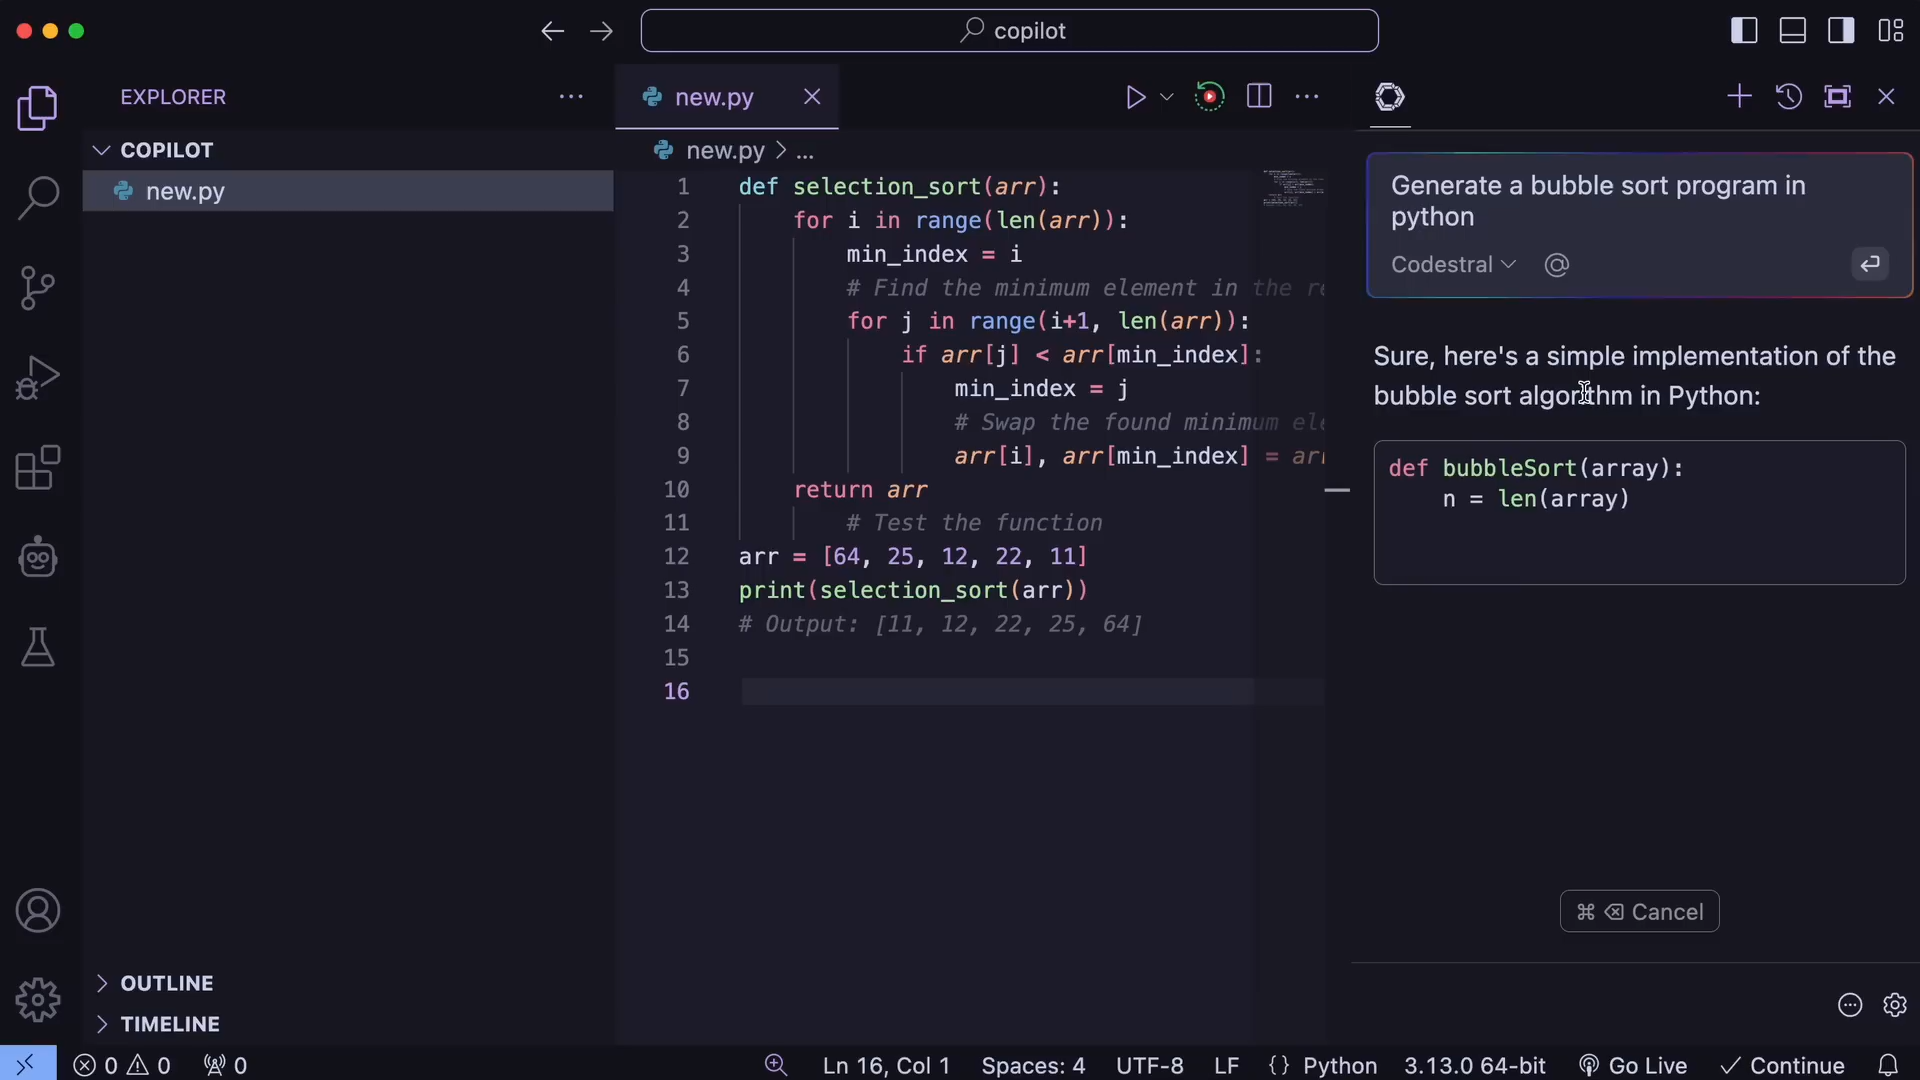 copilot
EXPLORER
COPILOT
new.py
OUTLINE
TIMELINE
new.py
new.py > ...
1 def selection_sort(arr):
2 for i in range(len(arr)):
3 min_index = i
4 # Find the minimum element in the re
5 for j in range(i+1, len(arr)):
6 if arr[j] < arr[min_index]:
7 min_index = j
8 # Swap the found minimum ele
9 arr[i], arr[min_index] = arr
10 return arr
11 # Test the function
12 arr = [64, 25, 12, 22, 11]
13 print(selection_sort(arr))
14 # Output: [11, 12, 22, 25, 64]
15
16
Generate a bubble sort program in
python
Codestral @
Sure, here's a simple implementation of the
bubble sort algorithm in Python:
def bubbleSort(array):
n = len(array)
⌘ ⌫ Cancel
0 0 0 Ln 16, Col 1 Spaces: 4 UTF-8 LF {} Python 3.13.0 64-bit Go Live ✓ Continue